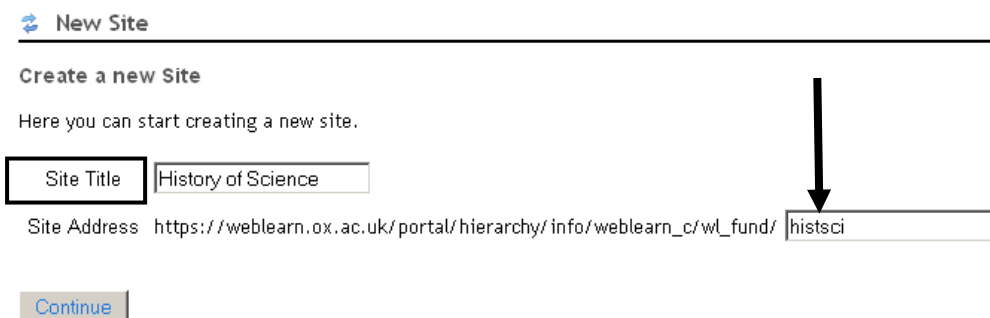 New Site
Create a new Site
Here you can start creating a new site.
Site Title History of Science
Site Address https://weblearn.ox.ac.uk/portal/hierarchy/info/weblearn_c/wl_fund/ histsci
Continue